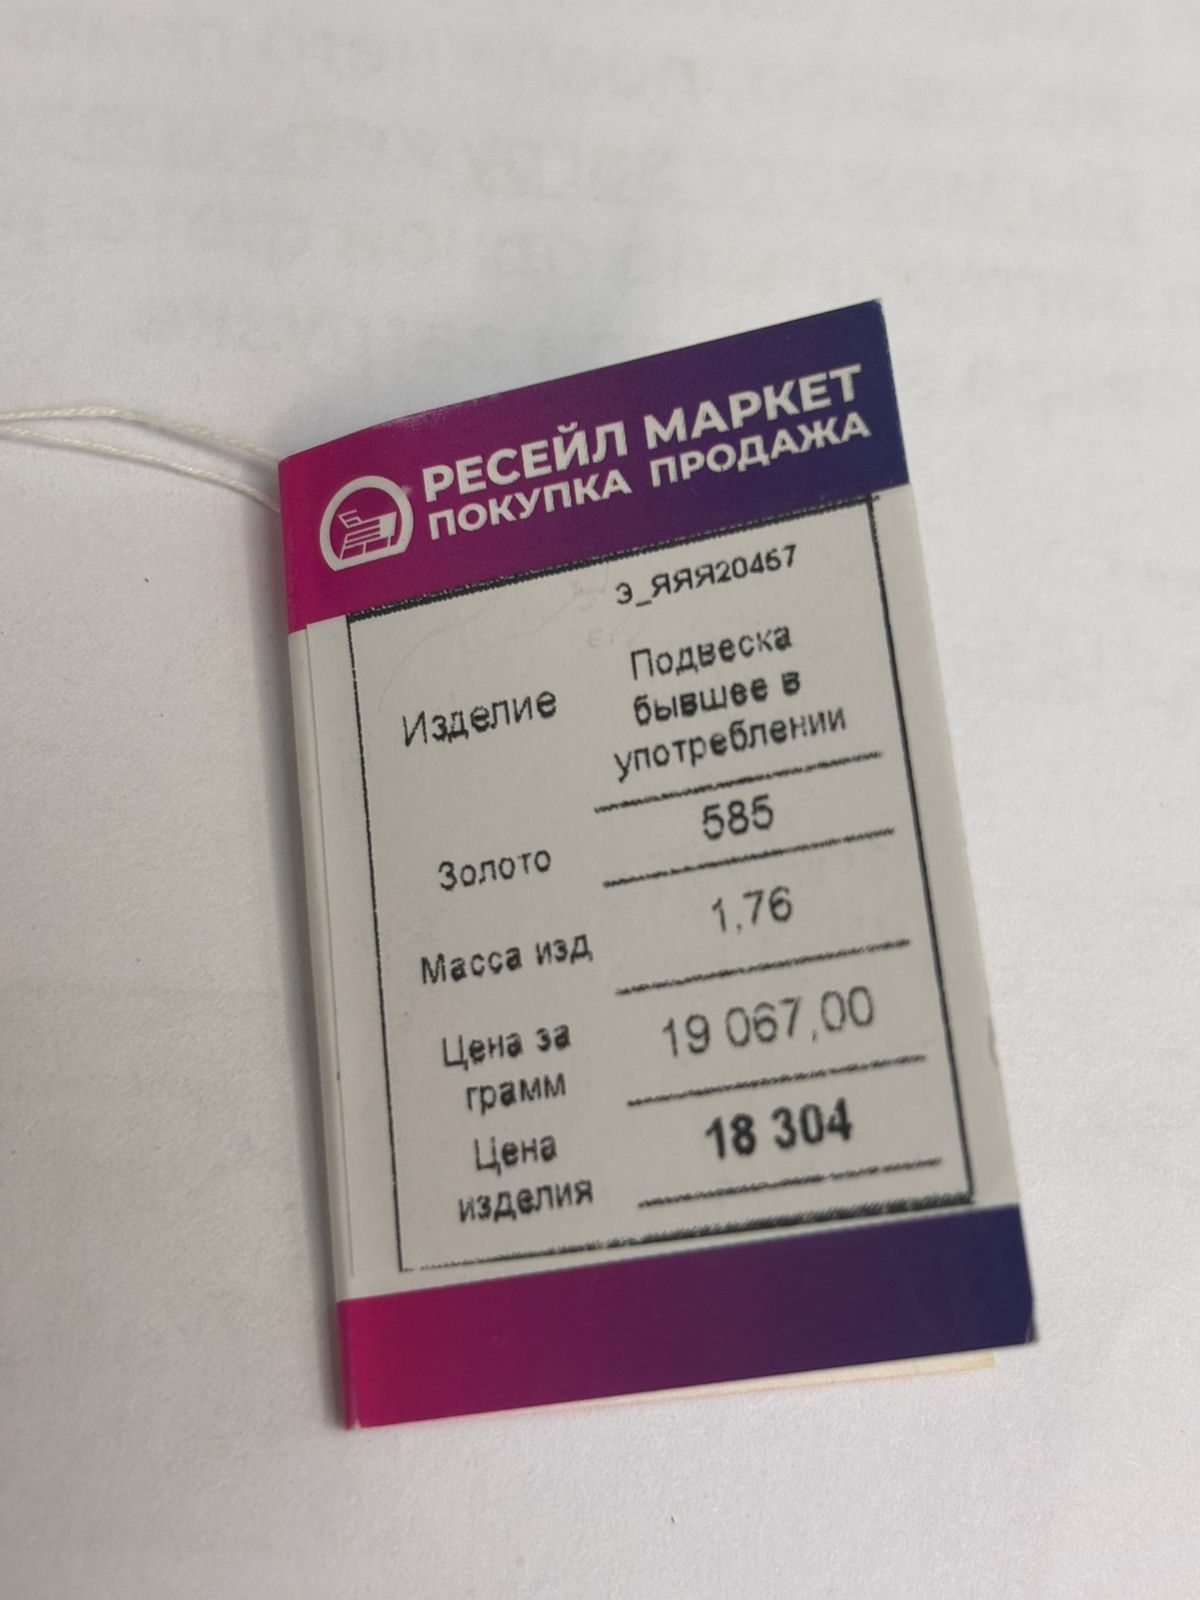 РЕСЕЙЛ МАРКЕТ
ПОКУПКА ПРОДАЖА
Э_ЯЯЯ20457
Изделие
Подвеска
бывшее в
употреблении
Золото
585
Масса изд
1,76
Цена за
грамм
19 067,00
Цена
изделия
18 304